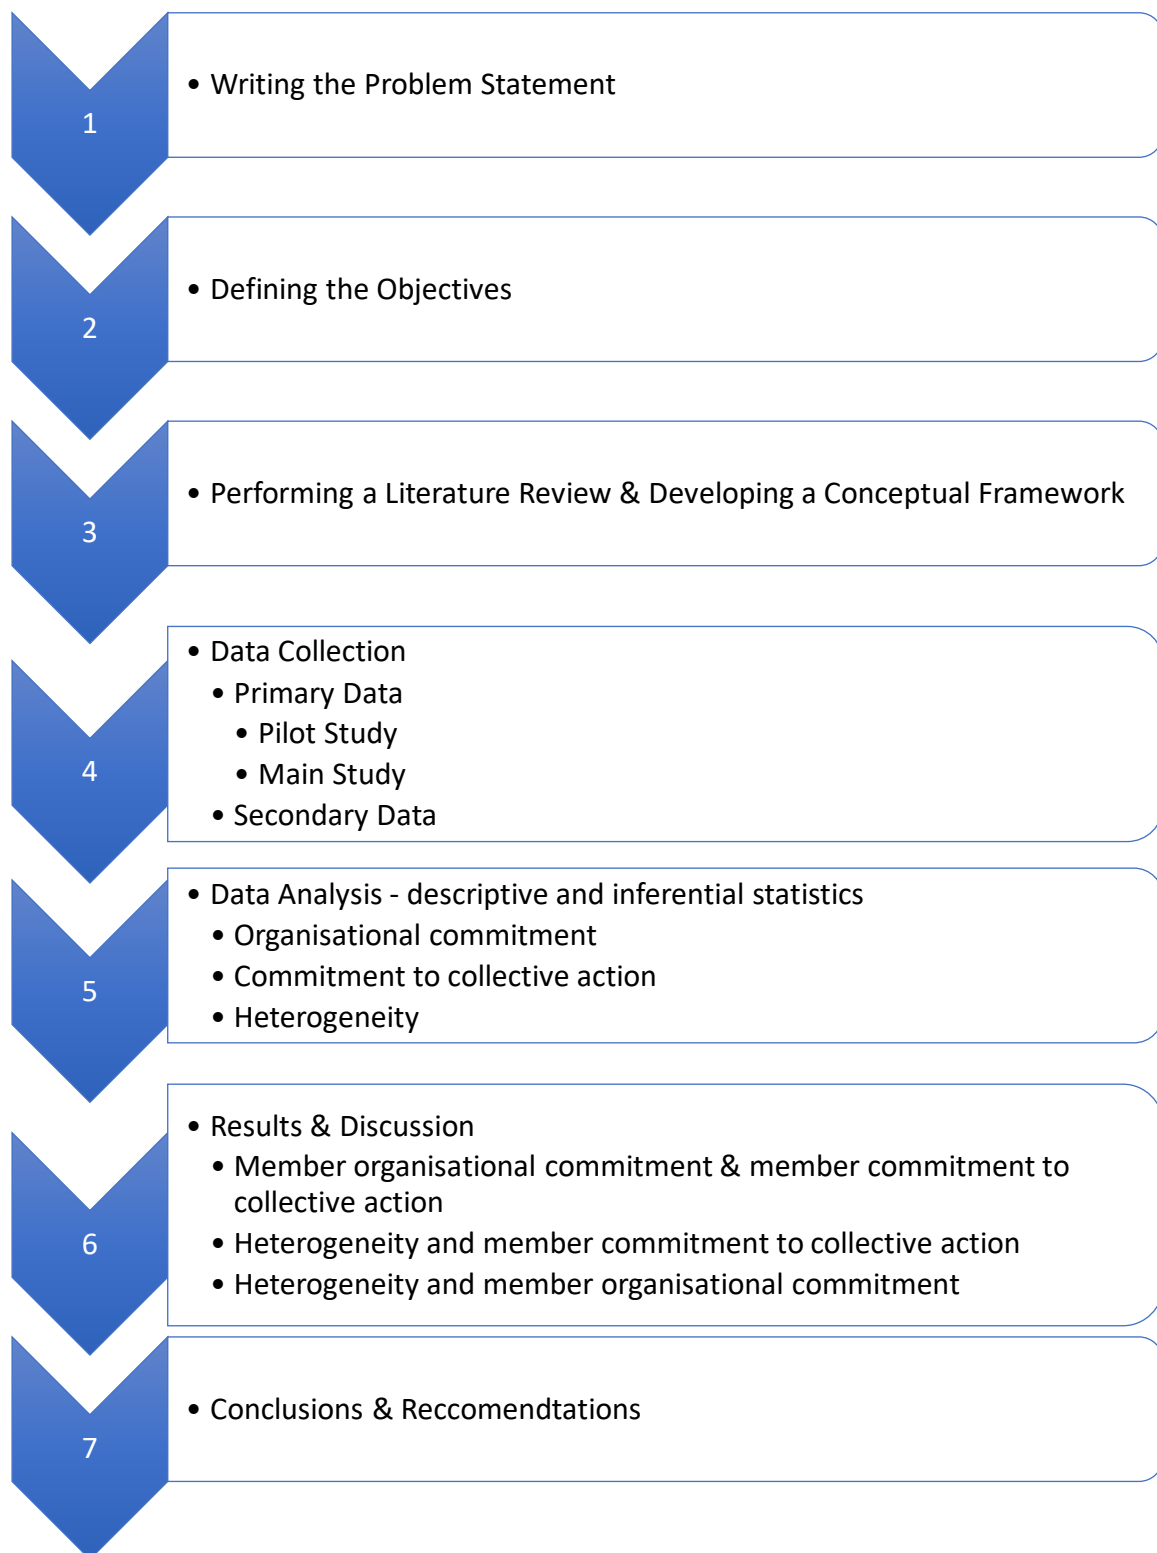 1
• Writing the Problem Statement
2
• Defining the Objectives
3
• Performing a Literature Review & Developing a Conceptual Framework
4
• Data Collection
• Primary Data
• Pilot Study
• Main Study
• Secondary Data
5
• Data Analysis - descriptive and inferential statistics
• Organisational commitment
• Commitment to collective action
• Heterogeneity
6
• Results & Discussion
• Member organisational commitment & member commitment to
collective action
• Heterogeneity and member commitment to collective action
• Heterogeneity and member organisational commitment
7
• Conclusions & Reccomendtations